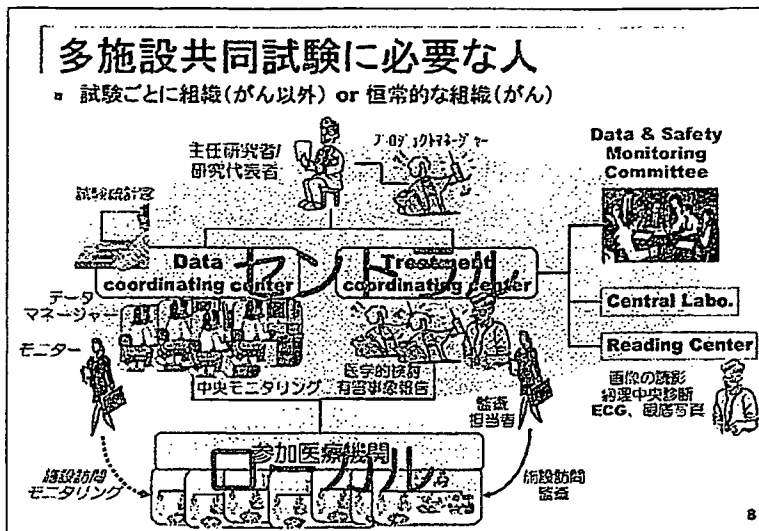 多施設共同試験に必要な人
試験ごとに組織(がん以外) or 恒常的な組織(がん)
主任研究者/
研究代表者
プロジェクトマネージャー
Data & Safety
Monitoring
Committee
試験統計家
Data
coordinating center
Treatment
coordinating center
セントラル
データ
マネージャー
モニター
Central Labo.
Reading Center
中央モニタリング
医学的検討
有害事象報告
画像の読影
病理中央診断
ECG、眼底写真
監査
担当者
参加医療機関
ローカル
施設訪問
モニタリング
施設訪問
監査
8